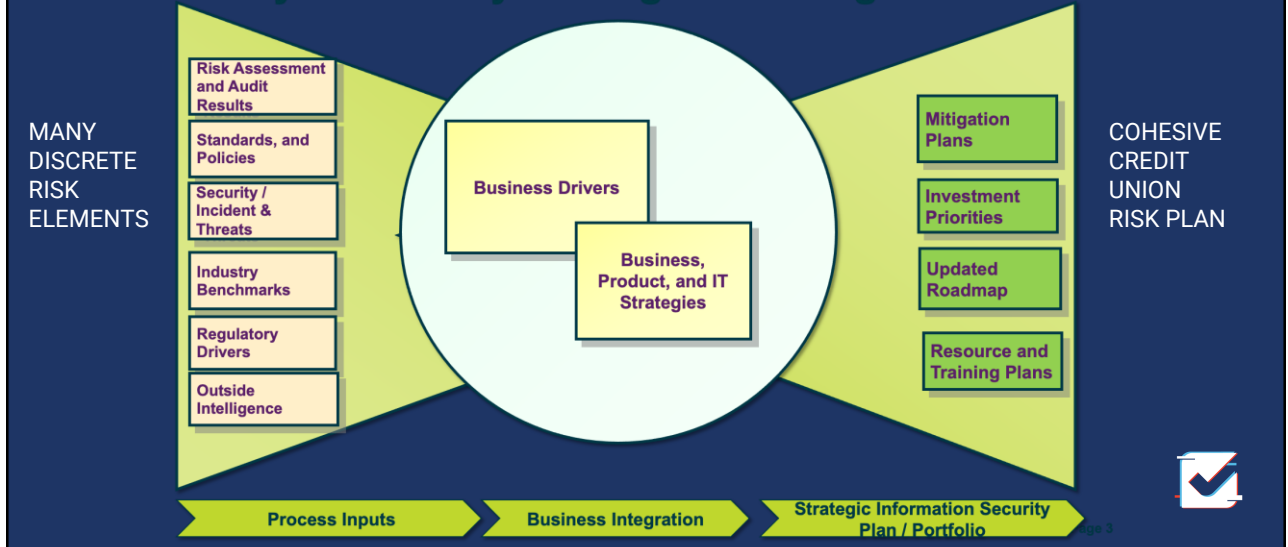 MANY
DISCRETE
RISK
ELEMENTS
Risk Assessment
and Audit
Results
Standards, and
Policies
Security /
Incident &
Threats
Industry
Benchmarks
Regulatory
Drivers
Outside
Intelligence
Business Drivers
Business,
Product, and IT
Strategies
Mitigation
Plans
Investment
Priorities
Updated
Roadmap
Resource and
Training Plans
COHESIVE
CREDIT
UNION
RISK PLAN
Process Inputs
Business Integration
Strategic Information Security
Plan / Portfolio